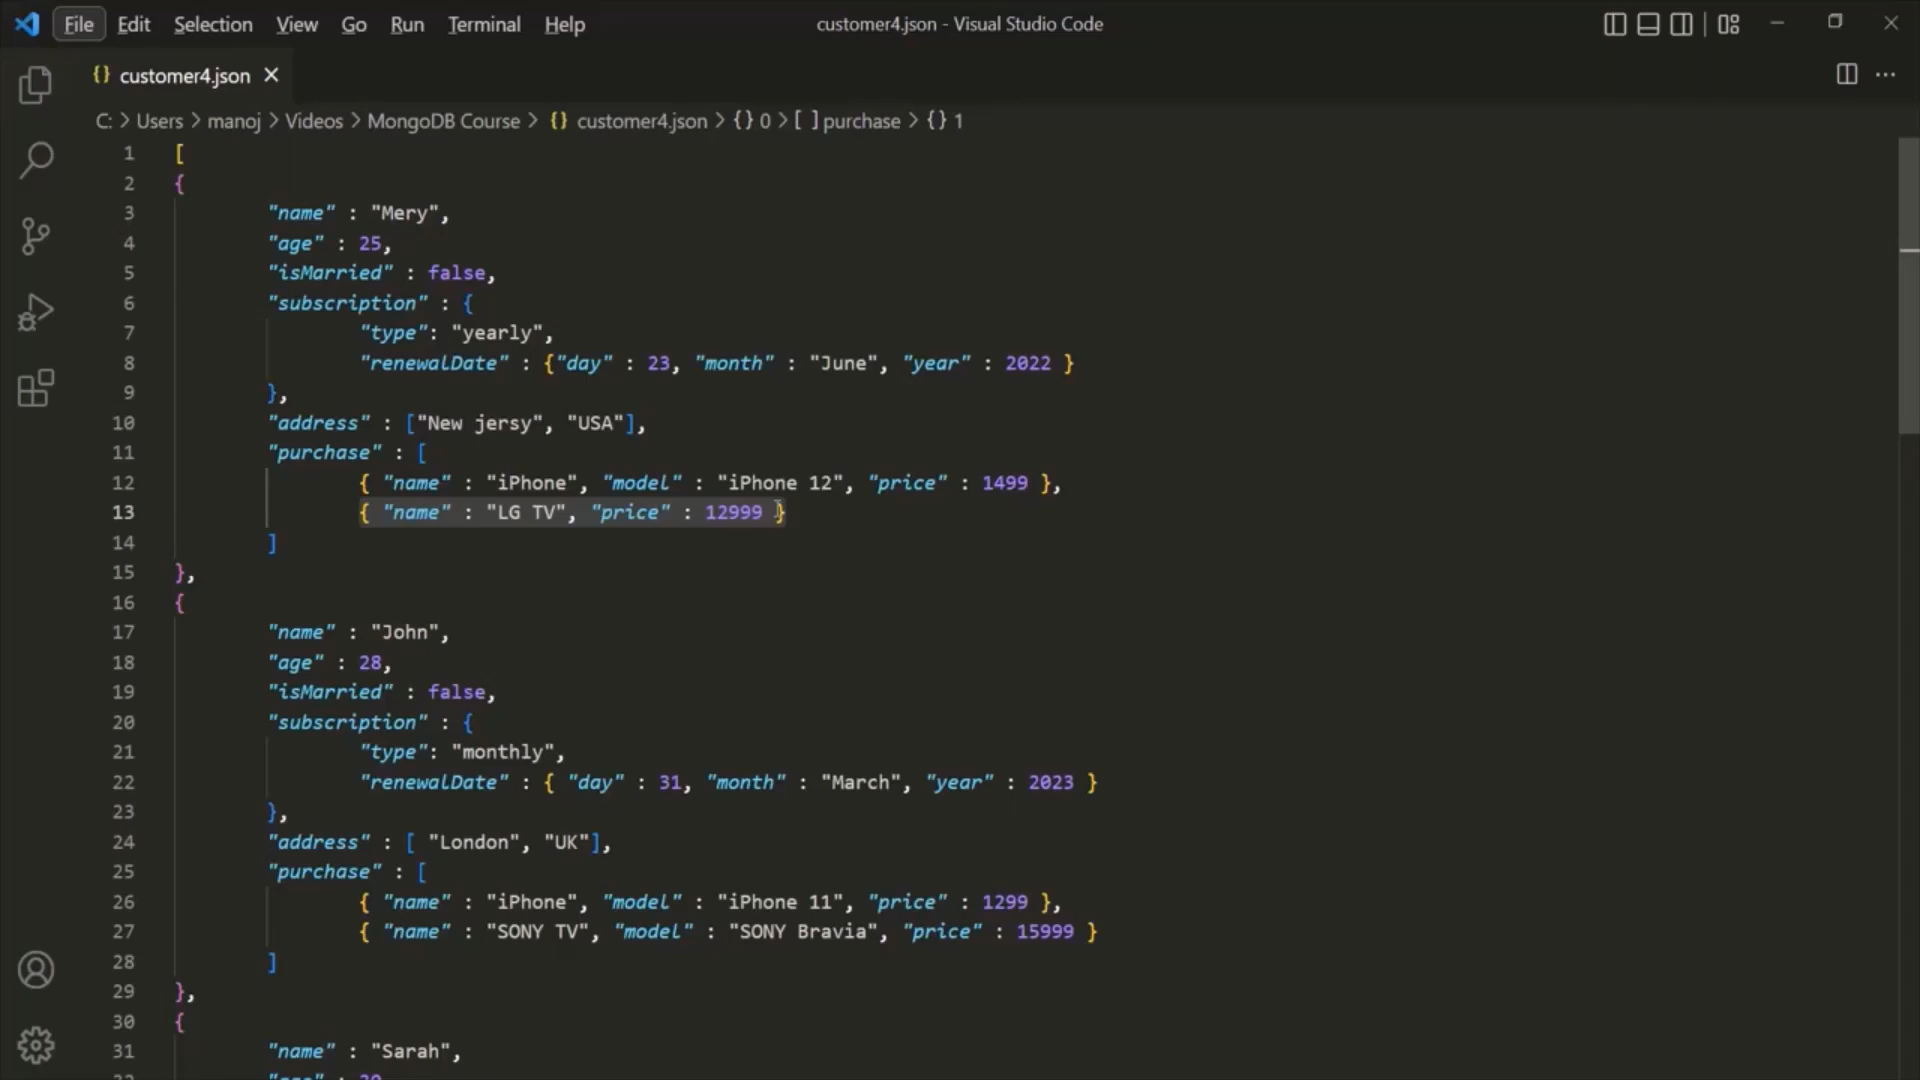 File Edit Selection View Go Run Terminal Help customer4.json - Visual Studio Code
{} customer4.json ×
C: > Users > manoj > Videos > MongoDB Course > {} customer4.json > {} 0 > [ ] purchase > {} 1
1 [
2 {
3 "name" : "Mery",
4 "age" : 25,
5 "isMarried" : false,
6 "subscription" : {
7 "type": "yearly",
8 "renewalDate" : {"day" : 23, "month" : "June", "year" : 2022 }
9 },
10 "address" : ["New jersy", "USA"],
11 "purchase" : [
12 { "name" : "iPhone", "model" : "iPhone 12", "price" : 1499 },
13 { "name" : "LG TV", "price" : 12999 }
14 ]
15 },
16 {
17 "name" : "John",
18 "age" : 28,
19 "isMarried" : false,
20 "subscription" : {
21 "type": "monthly",
22 "renewalDate" : { "day" : 31, "month" : "March", "year" : 2023 }
23 },
24 "address" : [ "London", "UK"],
25 "purchase" : [
26 { "name" : "iPhone", "model" : "iPhone 11", "price" : 1299 },
27 { "name" : "SONY TV", "model" : "SONY Bravia", "price" : 15999 }
28 ]
29 },
30 {
31 "name" : "Sarah",